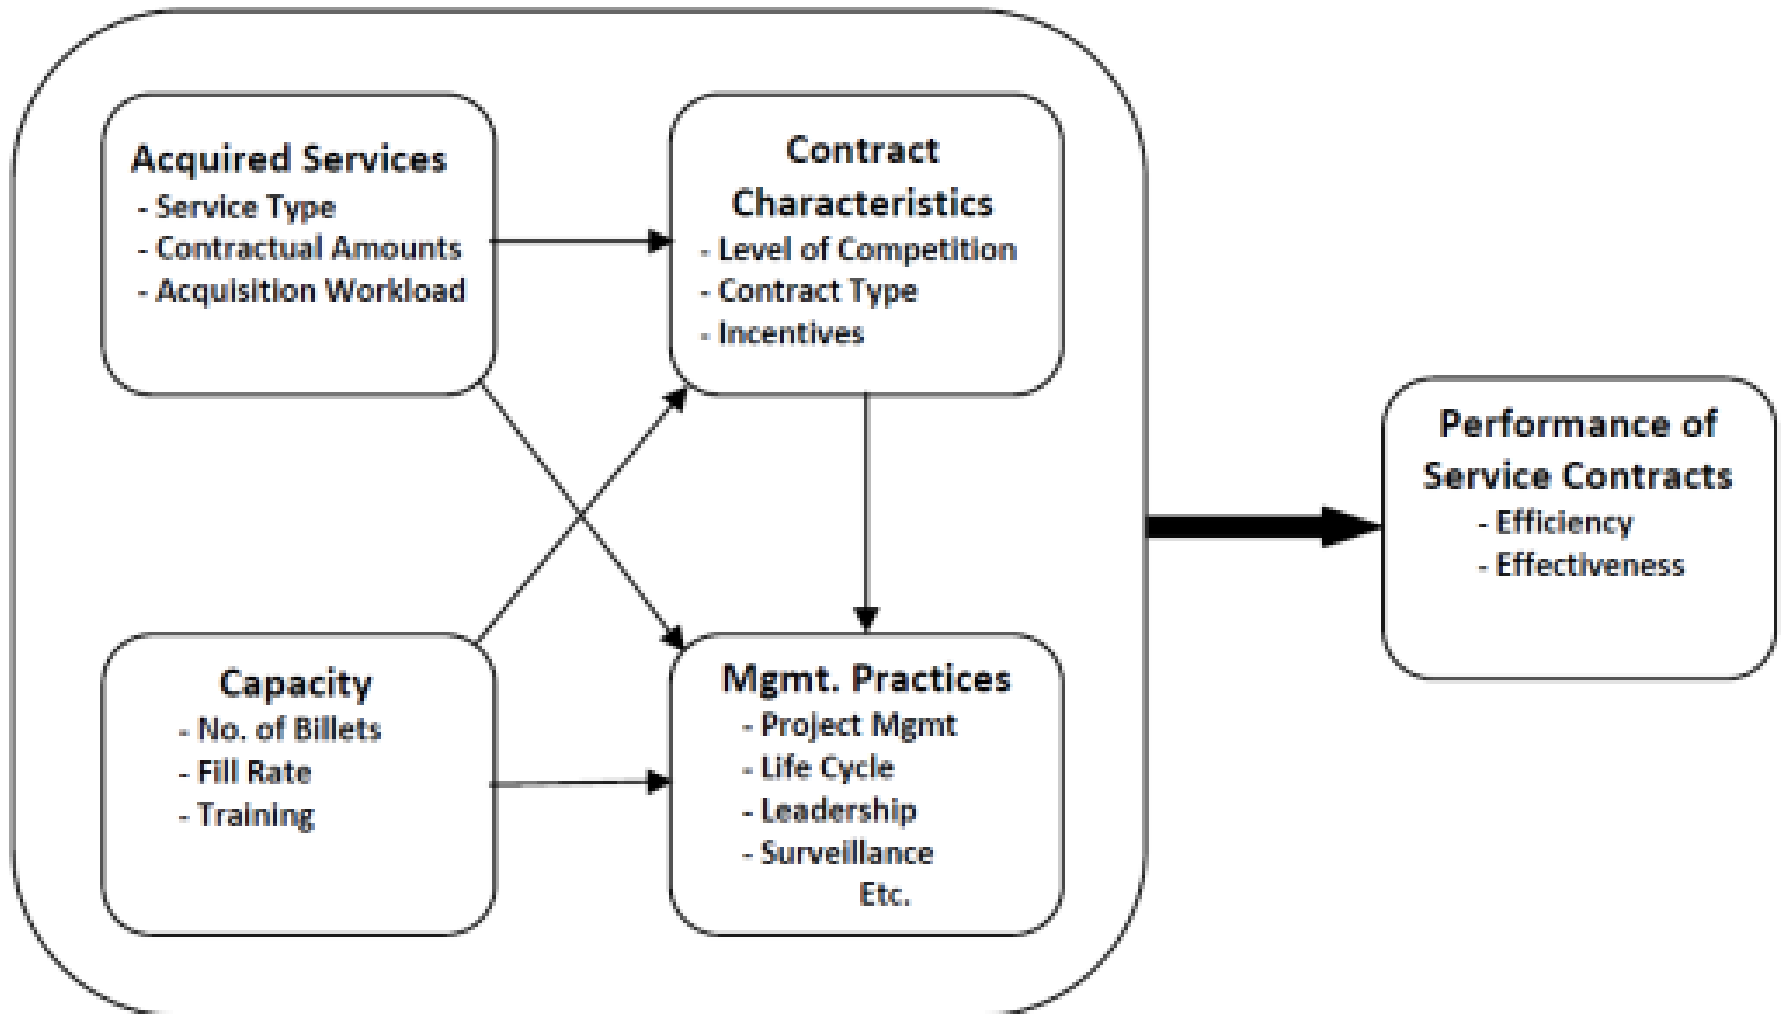 Acquired Services
- Service Type
- Contractual Amounts
- Acquisition Workload
Contract
Characteristics
- Level of Competition
- Contract Type
- Incentives
Capacity
- No. of Billets
- Fill Rate
- Training
Mgmt. Practices
- Project Mgmt
- Life Cycle
- Leadership
- Surveillance
Etc.
Performance of
Service Contracts
- Efficiency
- Effectiveness